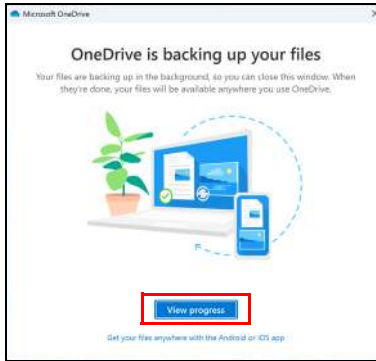 Microsoft OneDrive
OneDrive is backing up your files
Your files are backing up in the background, so you can close this window. When
they're done, your files will be available anywhere you use OneDrive.
View progress
Get your files anywhere with the Android or iOS app